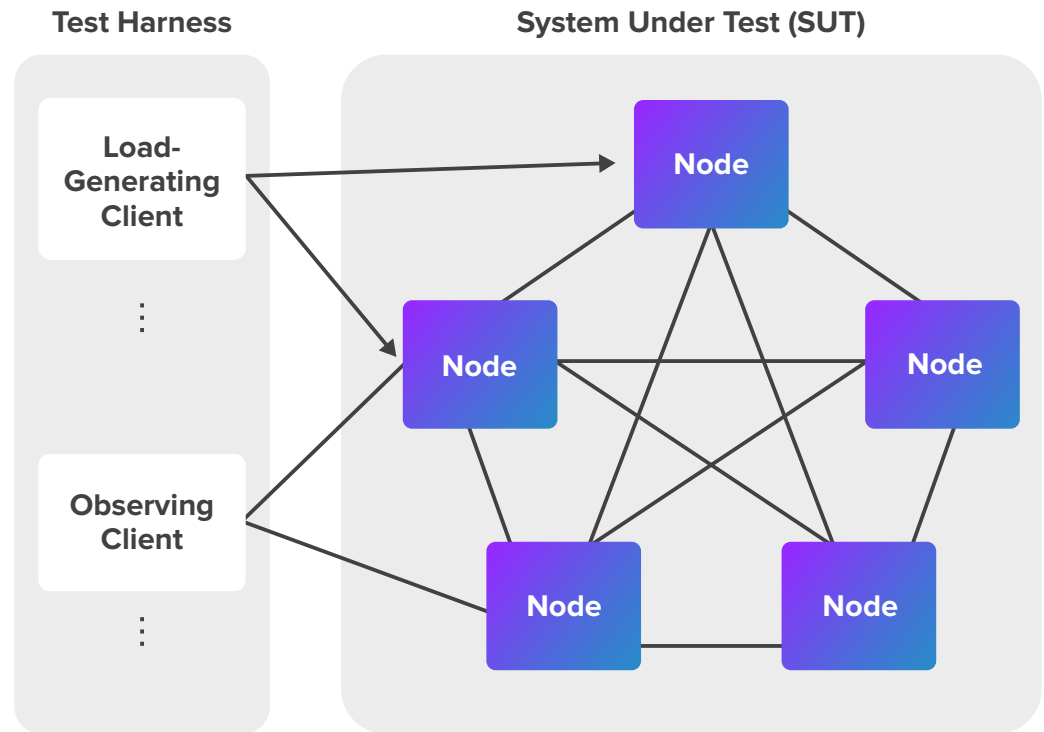 Test Harness
System Under Test (SUT)
Load-
Generating
Client
⋮
Observing
Client
⋮
Node
Node
Node
Node
Node